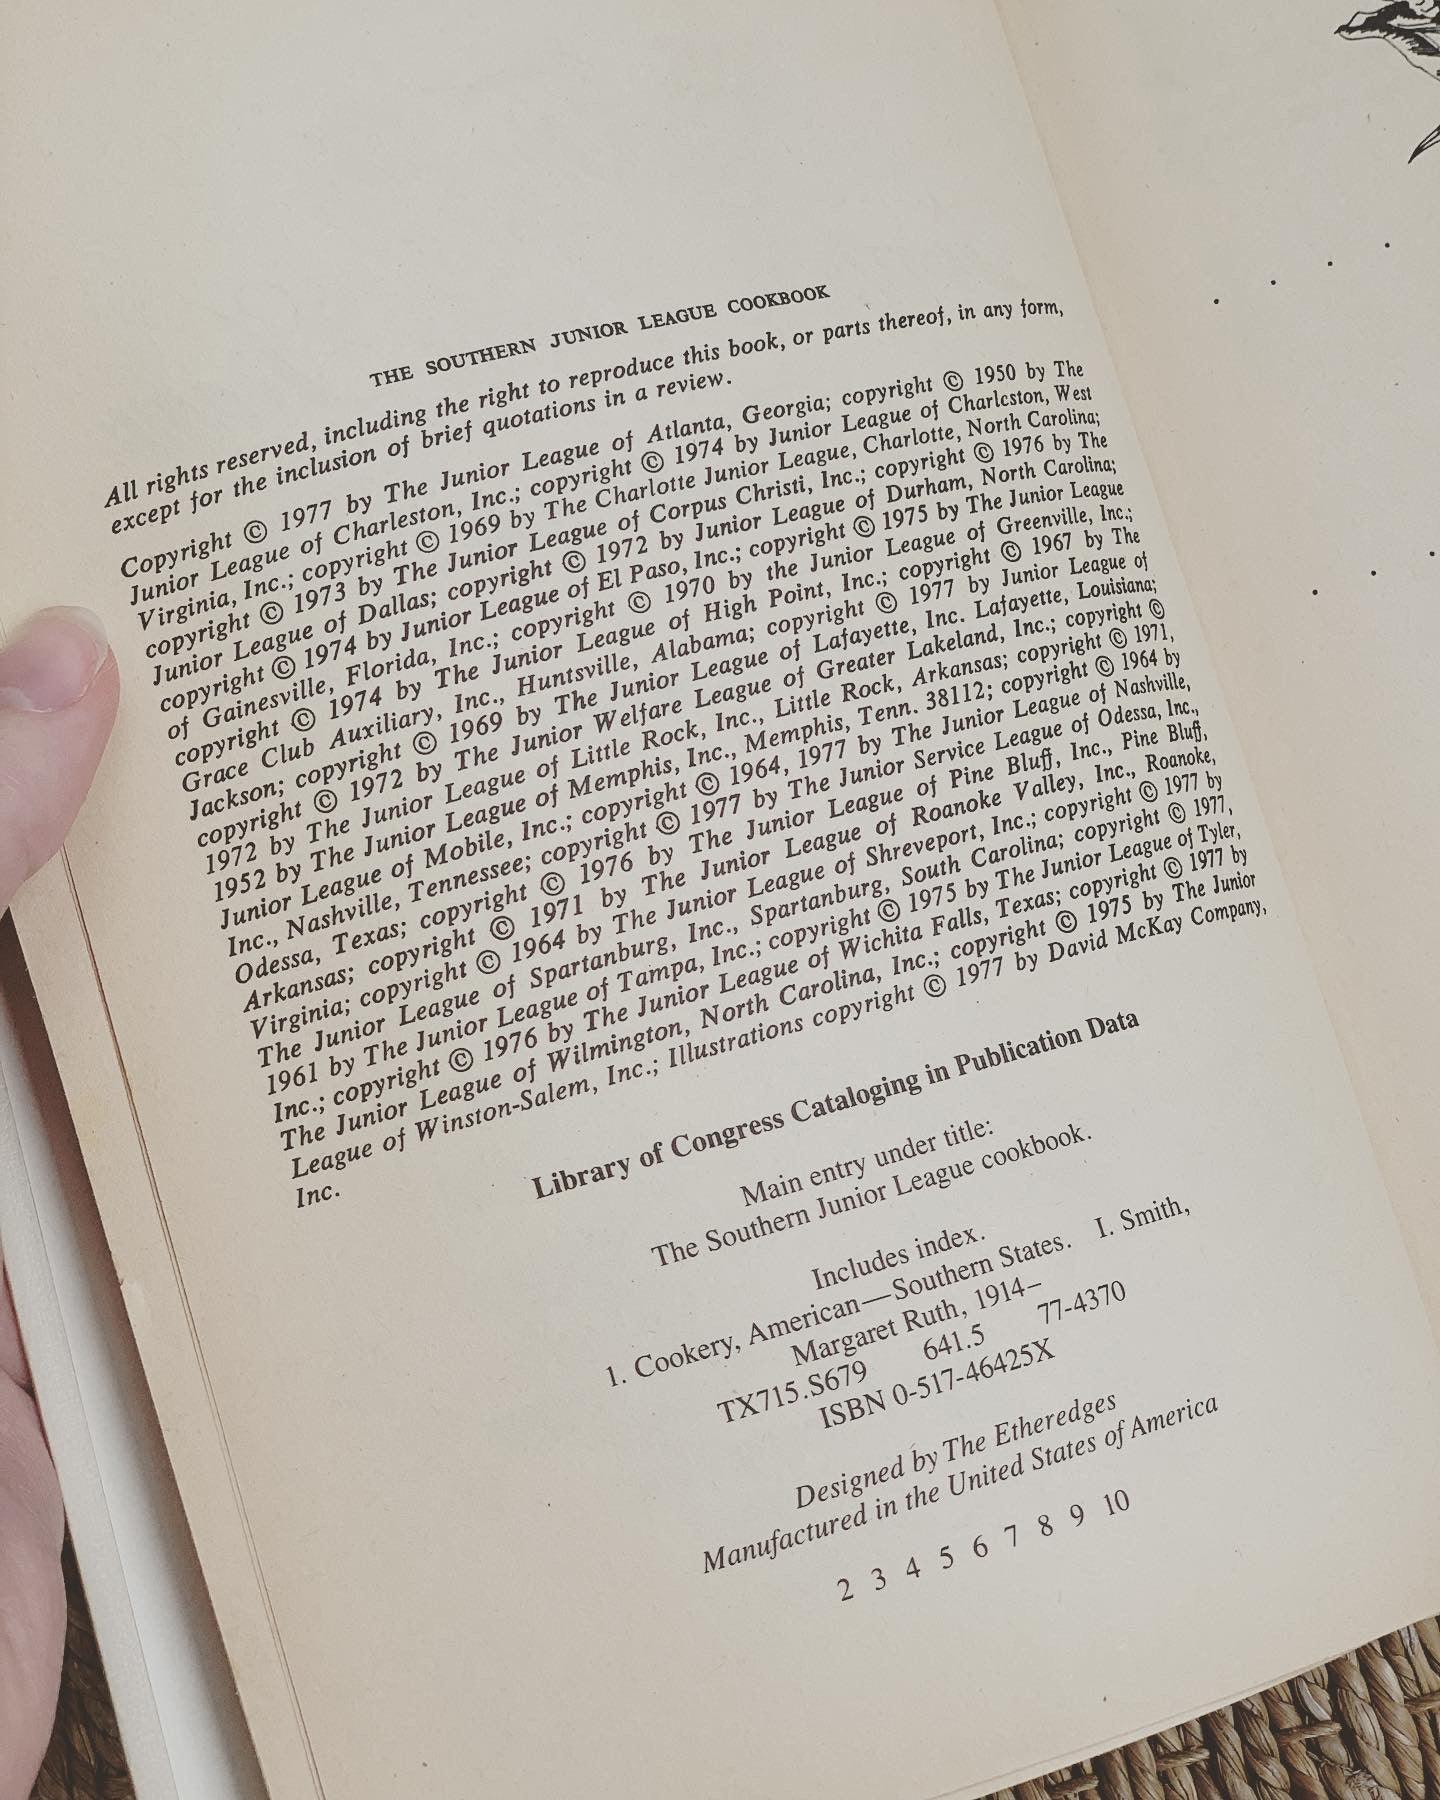 THE SOUTHERN JUNIOR LEAGUE COOKBOOK
All rights reserved, including the right to reproduce this book, or parts thereof, in any form,
except for the inclusion of brief quotations in a review.
Copyright © 1977 by The Junior League of Atlanta, Georgia; copyright © 1950 by The
Junior League of Charleston, Inc.; copyright © 1974 by Junior League of Charleston, West
Virginia, Inc.; copyright © 1969 by The Charlotte Junior League, Charlotte, North Carolina;
copyright © 1973 by The Junior League of Corpus Christi, Inc.; copyright © 1976 by The
Junior League of Dallas; copyright © 1972 by Junior League of Durham, North Carolina;
copyright © 1974 by Junior League of El Paso, Inc.; copyright © 1975 by The Junior League
of Gainesville, Florida, Inc.; copyright © 1970 by the Junior League of Greenville, Inc.;
copyright © 1974 by The Junior League of High Point, Inc.; copyright © 1967 by The
Grace Club Auxiliary, Inc., Huntsville, Alabama; copyright © 1977 by Junior League of
Jackson; copyright © 1969 by The Junior League of Lafayette, Inc. Lafayette, Louisiana;
copyright © 1972 by The Junior Welfare League of Greater Lakeland, Inc.; copyright ©
1972 by The Junior League of Little Rock, Inc., Little Rock, Arkansas; copyright © 1971,
1952 by The Junior League of Memphis, Inc., Memphis, Tenn. 38112; copyright © 1964 by
Junior League of Mobile, Inc.; copyright © 1964, 1977 by The Junior League of Nashville,
Inc., Nashville, Tennessee; copyright © 1977 by The Junior Service League of Odessa, Inc.,
Odessa, Texas; copyright © 1976 by The Junior League of Pine Bluff, Inc., Pine Bluff,
Arkansas; copyright © 1971 by The Junior League of Roanoke Valley, Inc., Roanoke,
Virginia; copyright © 1964 by The Junior League of Shreveport, Inc.; copyright © 1977 by
The Junior League of Spartanburg, Inc., Spartanburg, South Carolina; copyright © 1977,
1961 by The Junior League of Tampa, Inc.; copyright © 1975 by The Junior League of Tyler,
Inc.; copyright © 1976 by The Junior League of Wichita Falls, Texas; copyright © 1977 by
The Junior League of Wilmington, North Carolina, Inc.; copyright © 1975 by The Junior
League of Winston-Salem, Inc.; Illustrations copyright © 1977 by David McKay Company,
Inc.
Library of Congress Cataloging in Publication Data
Main entry under title:
The Southern Junior League cookbook.
Includes index.
1. Cookery, American—Southern States. I. Smith,
Margaret Ruth, 1914–
TX715.S679 641.5 77-4370
ISBN 0-517-46425X
Designed by The Etheredges
Manufactured in the United States of America
2 3 4 5 6 7 8 9 10